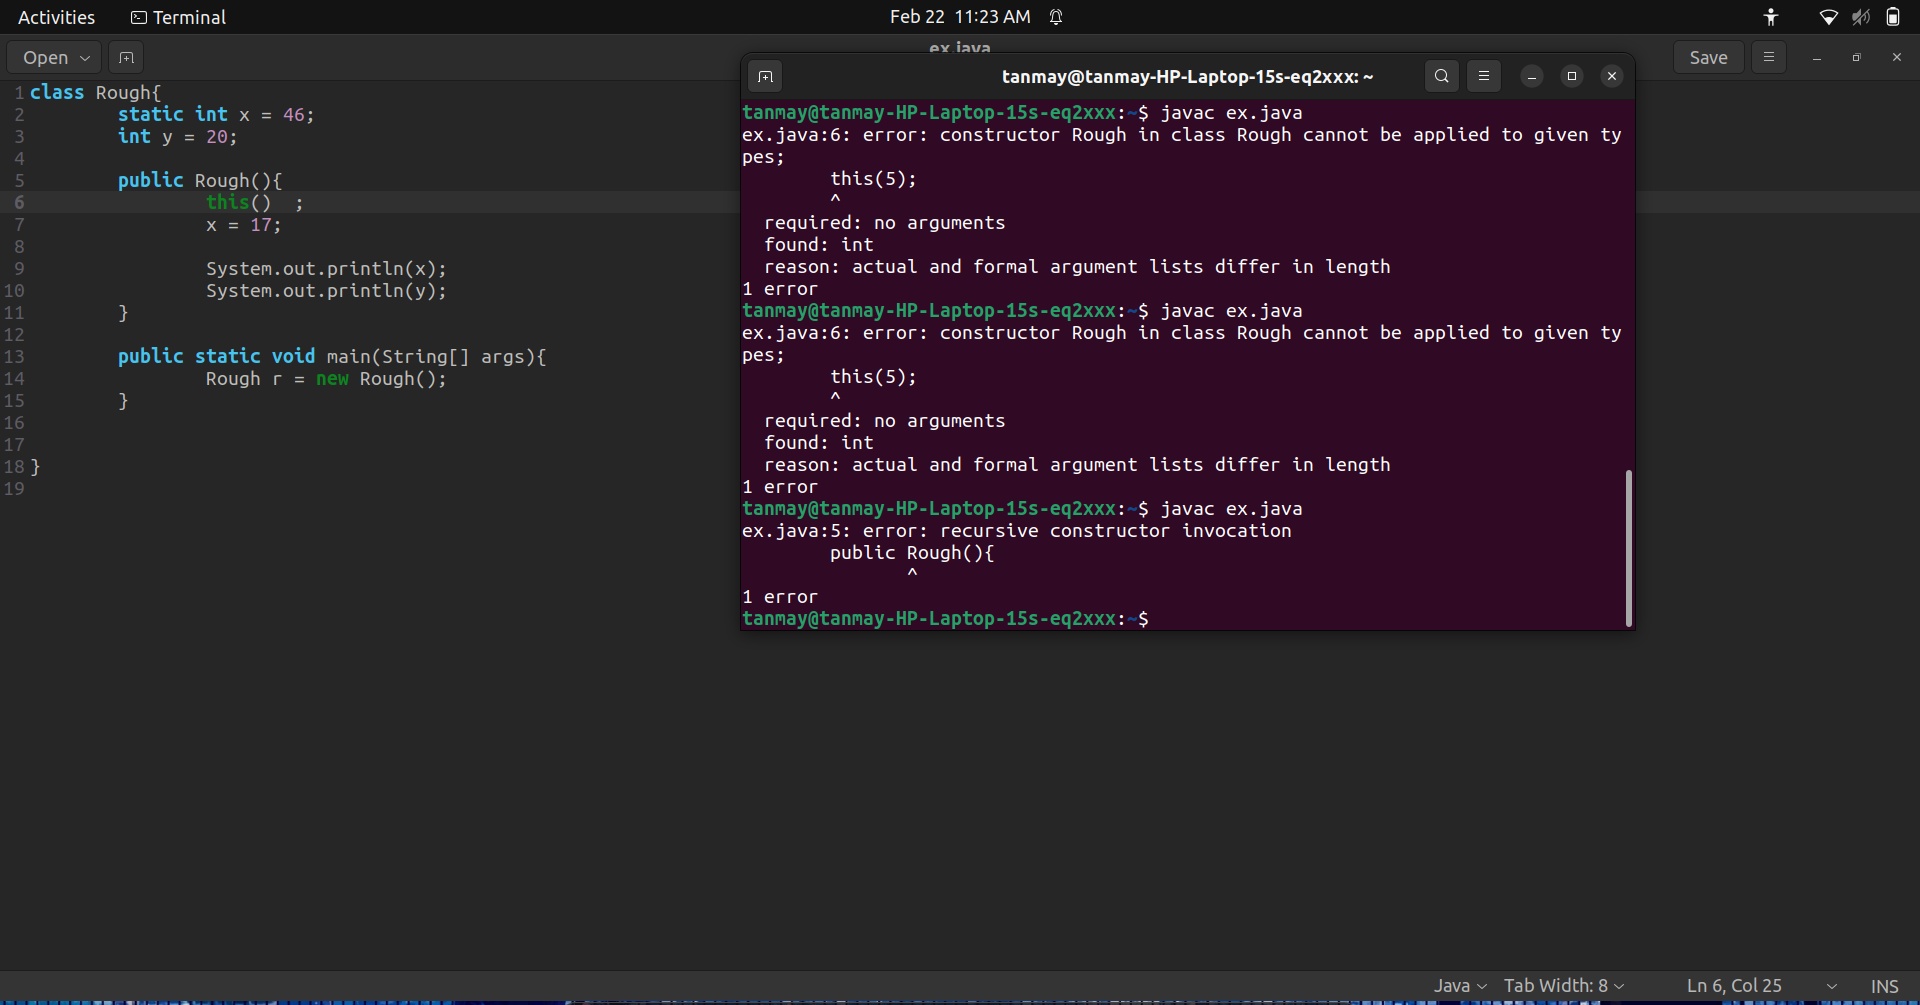 Activities Terminal Feb 22 11:23 AM
Open ex.java Save
1 class Rough{
2 static int x = 46;
3 int y = 20;
4
5 public Rough(){
6 this() ;
7 x = 17;
8
9 System.out.println(x);
10 System.out.println(y);
11 }
12
13 public static void main(String[] args){
14 Rough r = new Rough();
15 }
16
17
18 }
19
tanmay@tanmay-HP-Laptop-15s-eq2xxx: ~
tanmay@tanmay-HP-Laptop-15s-eq2xxx:~$ javac ex.java
ex.java:6: error: constructor Rough in class Rough cannot be applied to given ty
pes;
this(5);
^
required: no arguments
found: int
reason: actual and formal argument lists differ in length
1 error
tanmay@tanmay-HP-Laptop-15s-eq2xxx:~$ javac ex.java
ex.java:6: error: constructor Rough in class Rough cannot be applied to given ty
pes;
this(5);
^
required: no arguments
found: int
reason: actual and formal argument lists differ in length
1 error
tanmay@tanmay-HP-Laptop-15s-eq2xxx:~$ javac ex.java
ex.java:5: error: recursive constructor invocation
public Rough(){
^
1 error
tanmay@tanmay-HP-Laptop-15s-eq2xxx:~$
Java Tab Width: 8 Ln 6, Col 25 INS